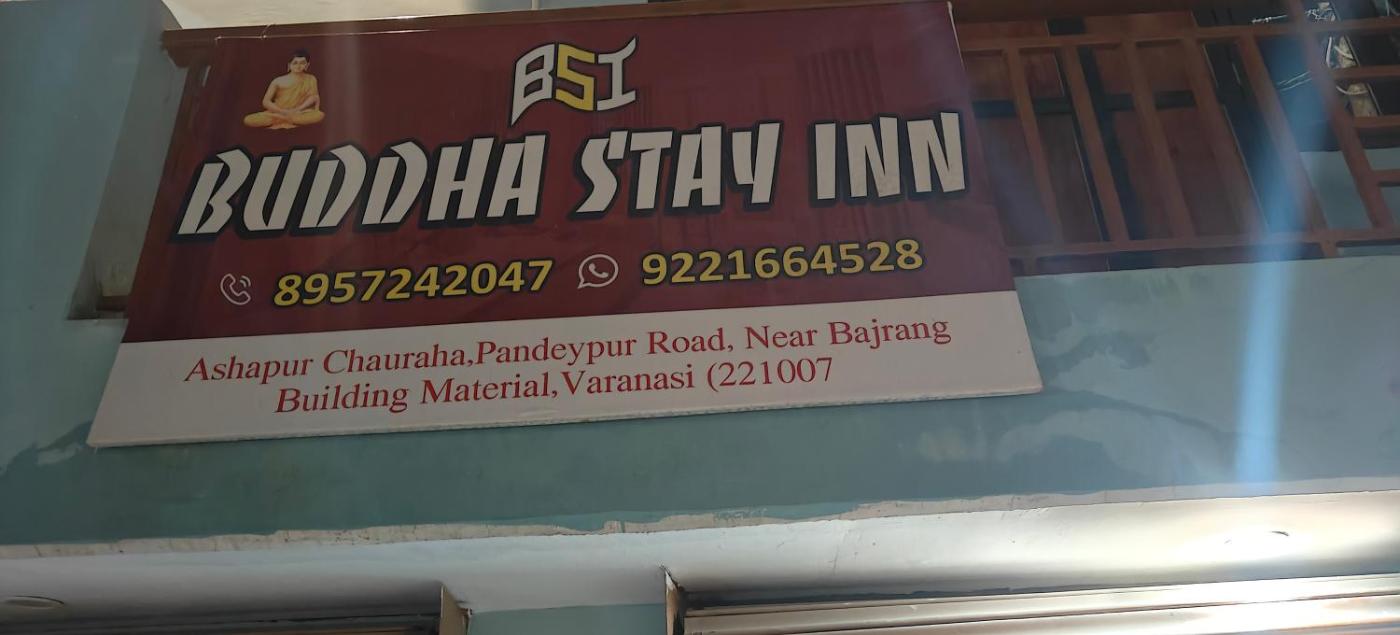 BSI
BUDDHA STAY INN
8957242047 9221664528
Ashapur Chauraha,Pandeypur Road, Near Bajrang
Building Material,Varanasi (221007